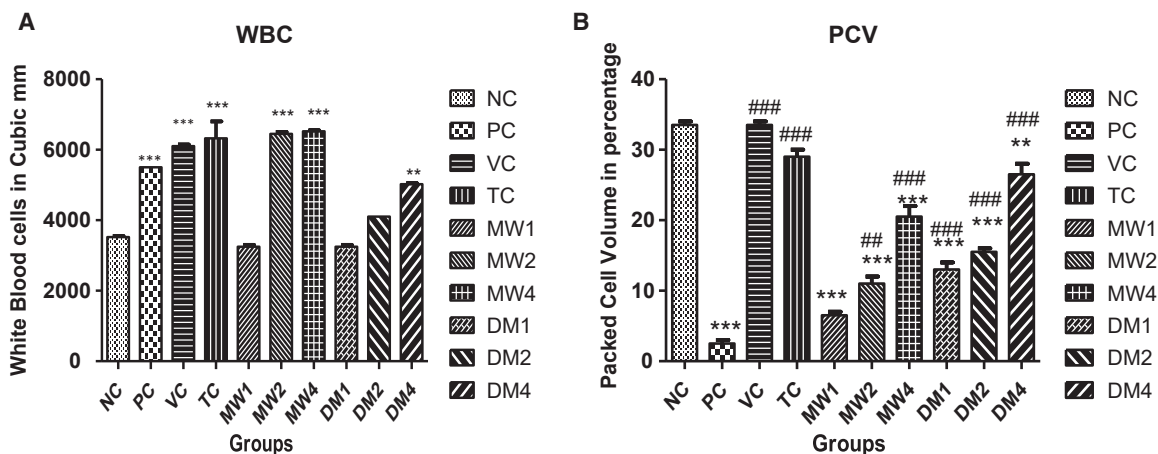 A
WBC
White Blood cells in Cubic mm
8000
6000
4000
2000
0
***
***
***
***
***
**
NC
PC
VC
TC
MW1
MW2
MW4
DM1
DM2
DM4
Groups
NC
PC
VC
TC
MW1
MW2
MW4
DM1
DM2
DM4
B
PCV
Packed Cell Volume in percentage
40
30
20
10
0
***
###
###
***
##
***
###
***
###
***
###
***
###
**
NC
PC
VC
TC
MW1
MW2
MW4
DM1
DM2
DM4
Groups
NC
PC
VC
TC
MW1
MW2
MW4
DM1
DM2
DM4